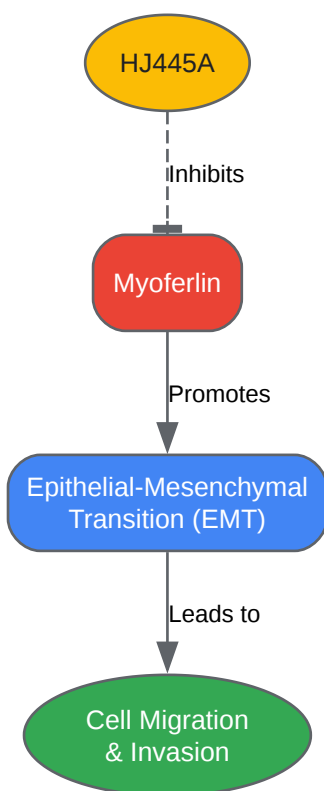 HJ445A
Inhibits
Myoferlin
Promotes
Epithelial-Mesenchymal
Transition (EMT)
Leads to
Cell Migration
& Invasion